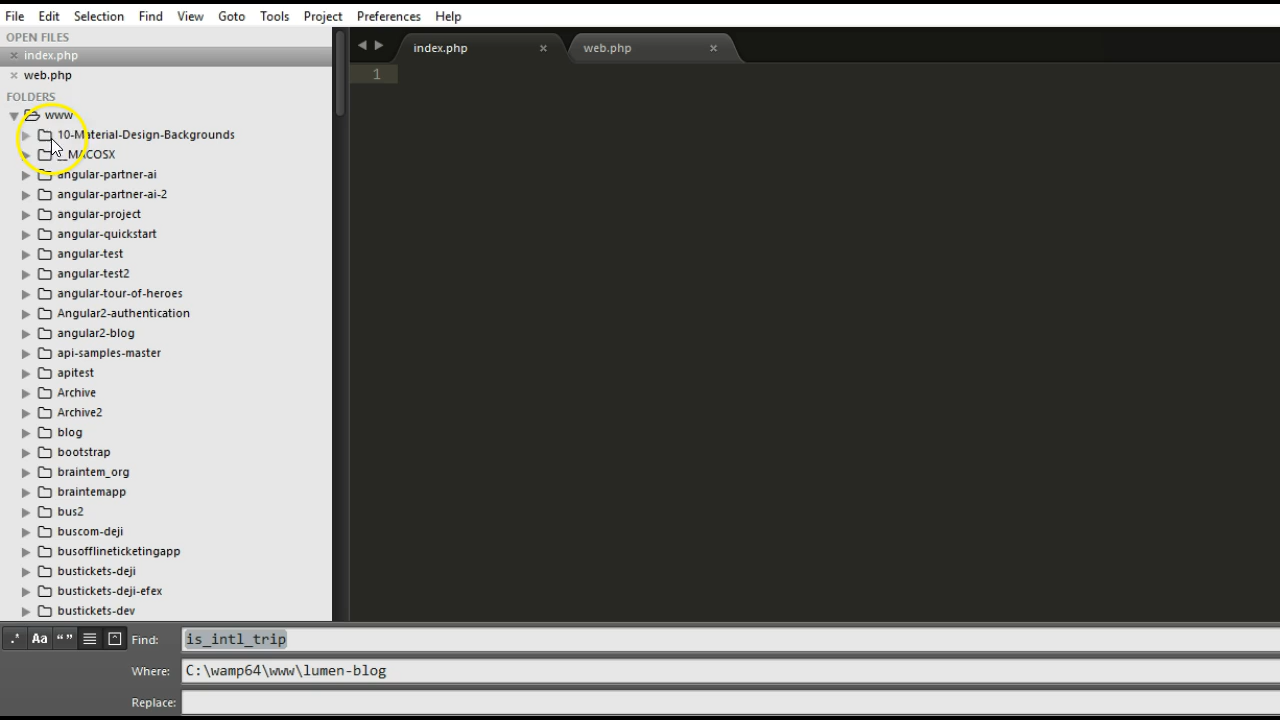 File Edit Selection Find View Goto Tools Project Preferences Help
OPEN FILES
index.php
web.php
FOLDERS
www
10-Material-Design-Backgrounds
__MACOSX
angular-partner-ai
angular-partner-ai-2
angular-project
angular-quickstart
angular-test
angular-test2
angular-tour-of-heroes
Angular2-authentication
angular2-blog
api-samples-master
apitest
Archive
Archive2
blog
bootstrap
braintem_org
braintemapp
bus2
buscom-deji
busofflineticketingapp
bustickets-deji
bustickets-deji-efex
bustickets-dev
index.php web.php
1
.* Aa “” Find: is_intl_trip
Where: C:\wamp64\www\lumen-blog
Replace: